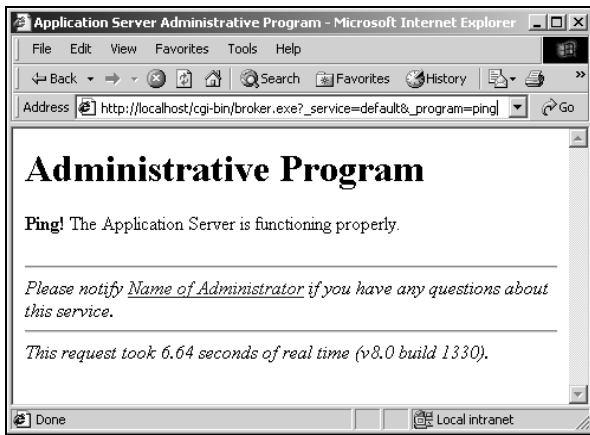 Application Server Administrative Program - Microsoft Internet Explorer
File Edit View Favorites Tools Help
Back Search Favorites History »
Address http://localhost/cgi-bin/broker.exe?_service=default&_program=ping Go
Administrative Program
Ping! The Application Server is functioning properly.
Please notify Name of Administrator if you have any questions about
this service.
This request took 6.64 seconds of real time (v8.0 build 1330).
Done Local intranet